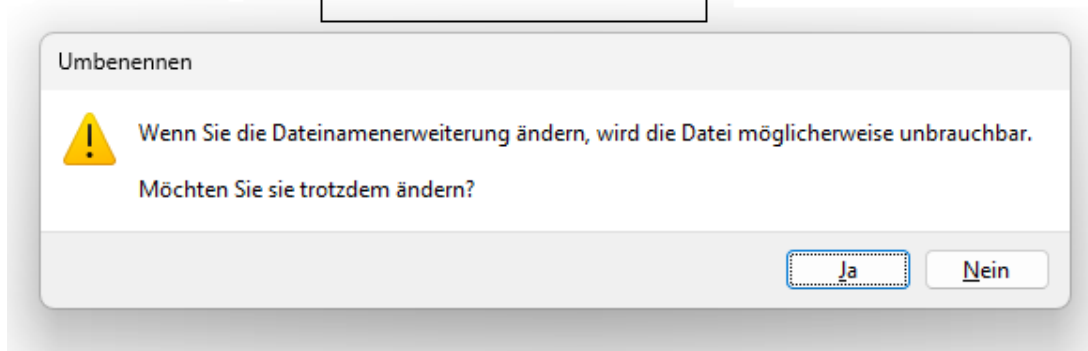 Umbenennen
Wenn Sie die Dateinamenerweiterung ändern, wird die Datei möglicherweise unbrauchbar.
Möchten Sie sie trotzdem ändern?
Ja
Nein